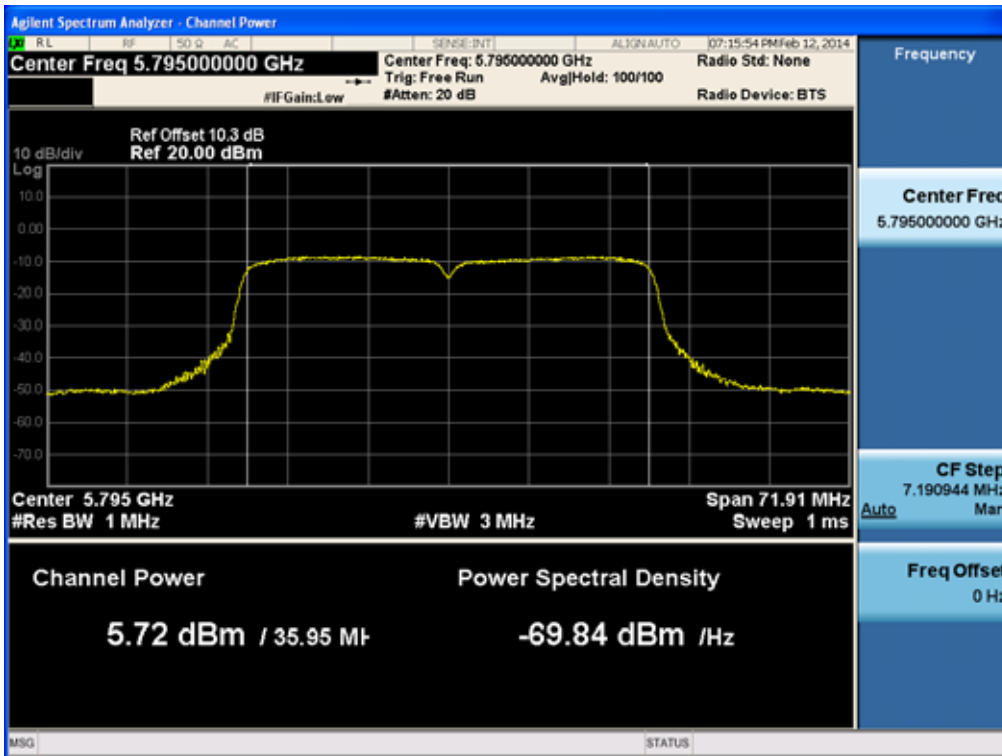 Agilent Spectrum Analyzer - Channel Power
LXI RL RF 50 Ω AC SENSE:INT ALIGNAUTO 07:15:54 PMFeb 12, 2014
Center Freq 5.795000000 GHz
Center Freq: 5.795000000 GHz
Radio Std: None
Trig: Free Run Avg|Hold: 100/100
#IFGain:Low
#Atten: 20 dB
Radio Device: BTS
Frequency
Ref Offset 10.3 dB
10 dB/div Ref 20.00 dBm
Log
10.0
0.00
-10.0
-20.0
-30.0
-40.0
-50.0
-60.0
-70.0
Center Freq
5.795000000 GHz
Center 5.795 GHz Span 71.91 MHz
#Res BW 1 MHz #VBW 3 MHz Sweep 1 ms
CF Step
7.190944 MHz
Auto Man
Channel Power Power Spectral Density
5.72 dBm / 35.95 MH -69.84 dBm /Hz
Freq Offset
0 Hz
MSG STATUS